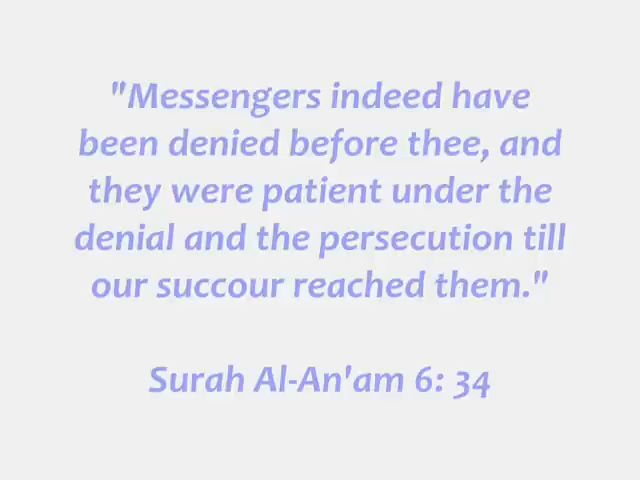 "Messengers indeed have
been denied before thee, and
they were patient under the
denial and the persecution till
our succour reached them."
Surah Al-An'am 6: 34